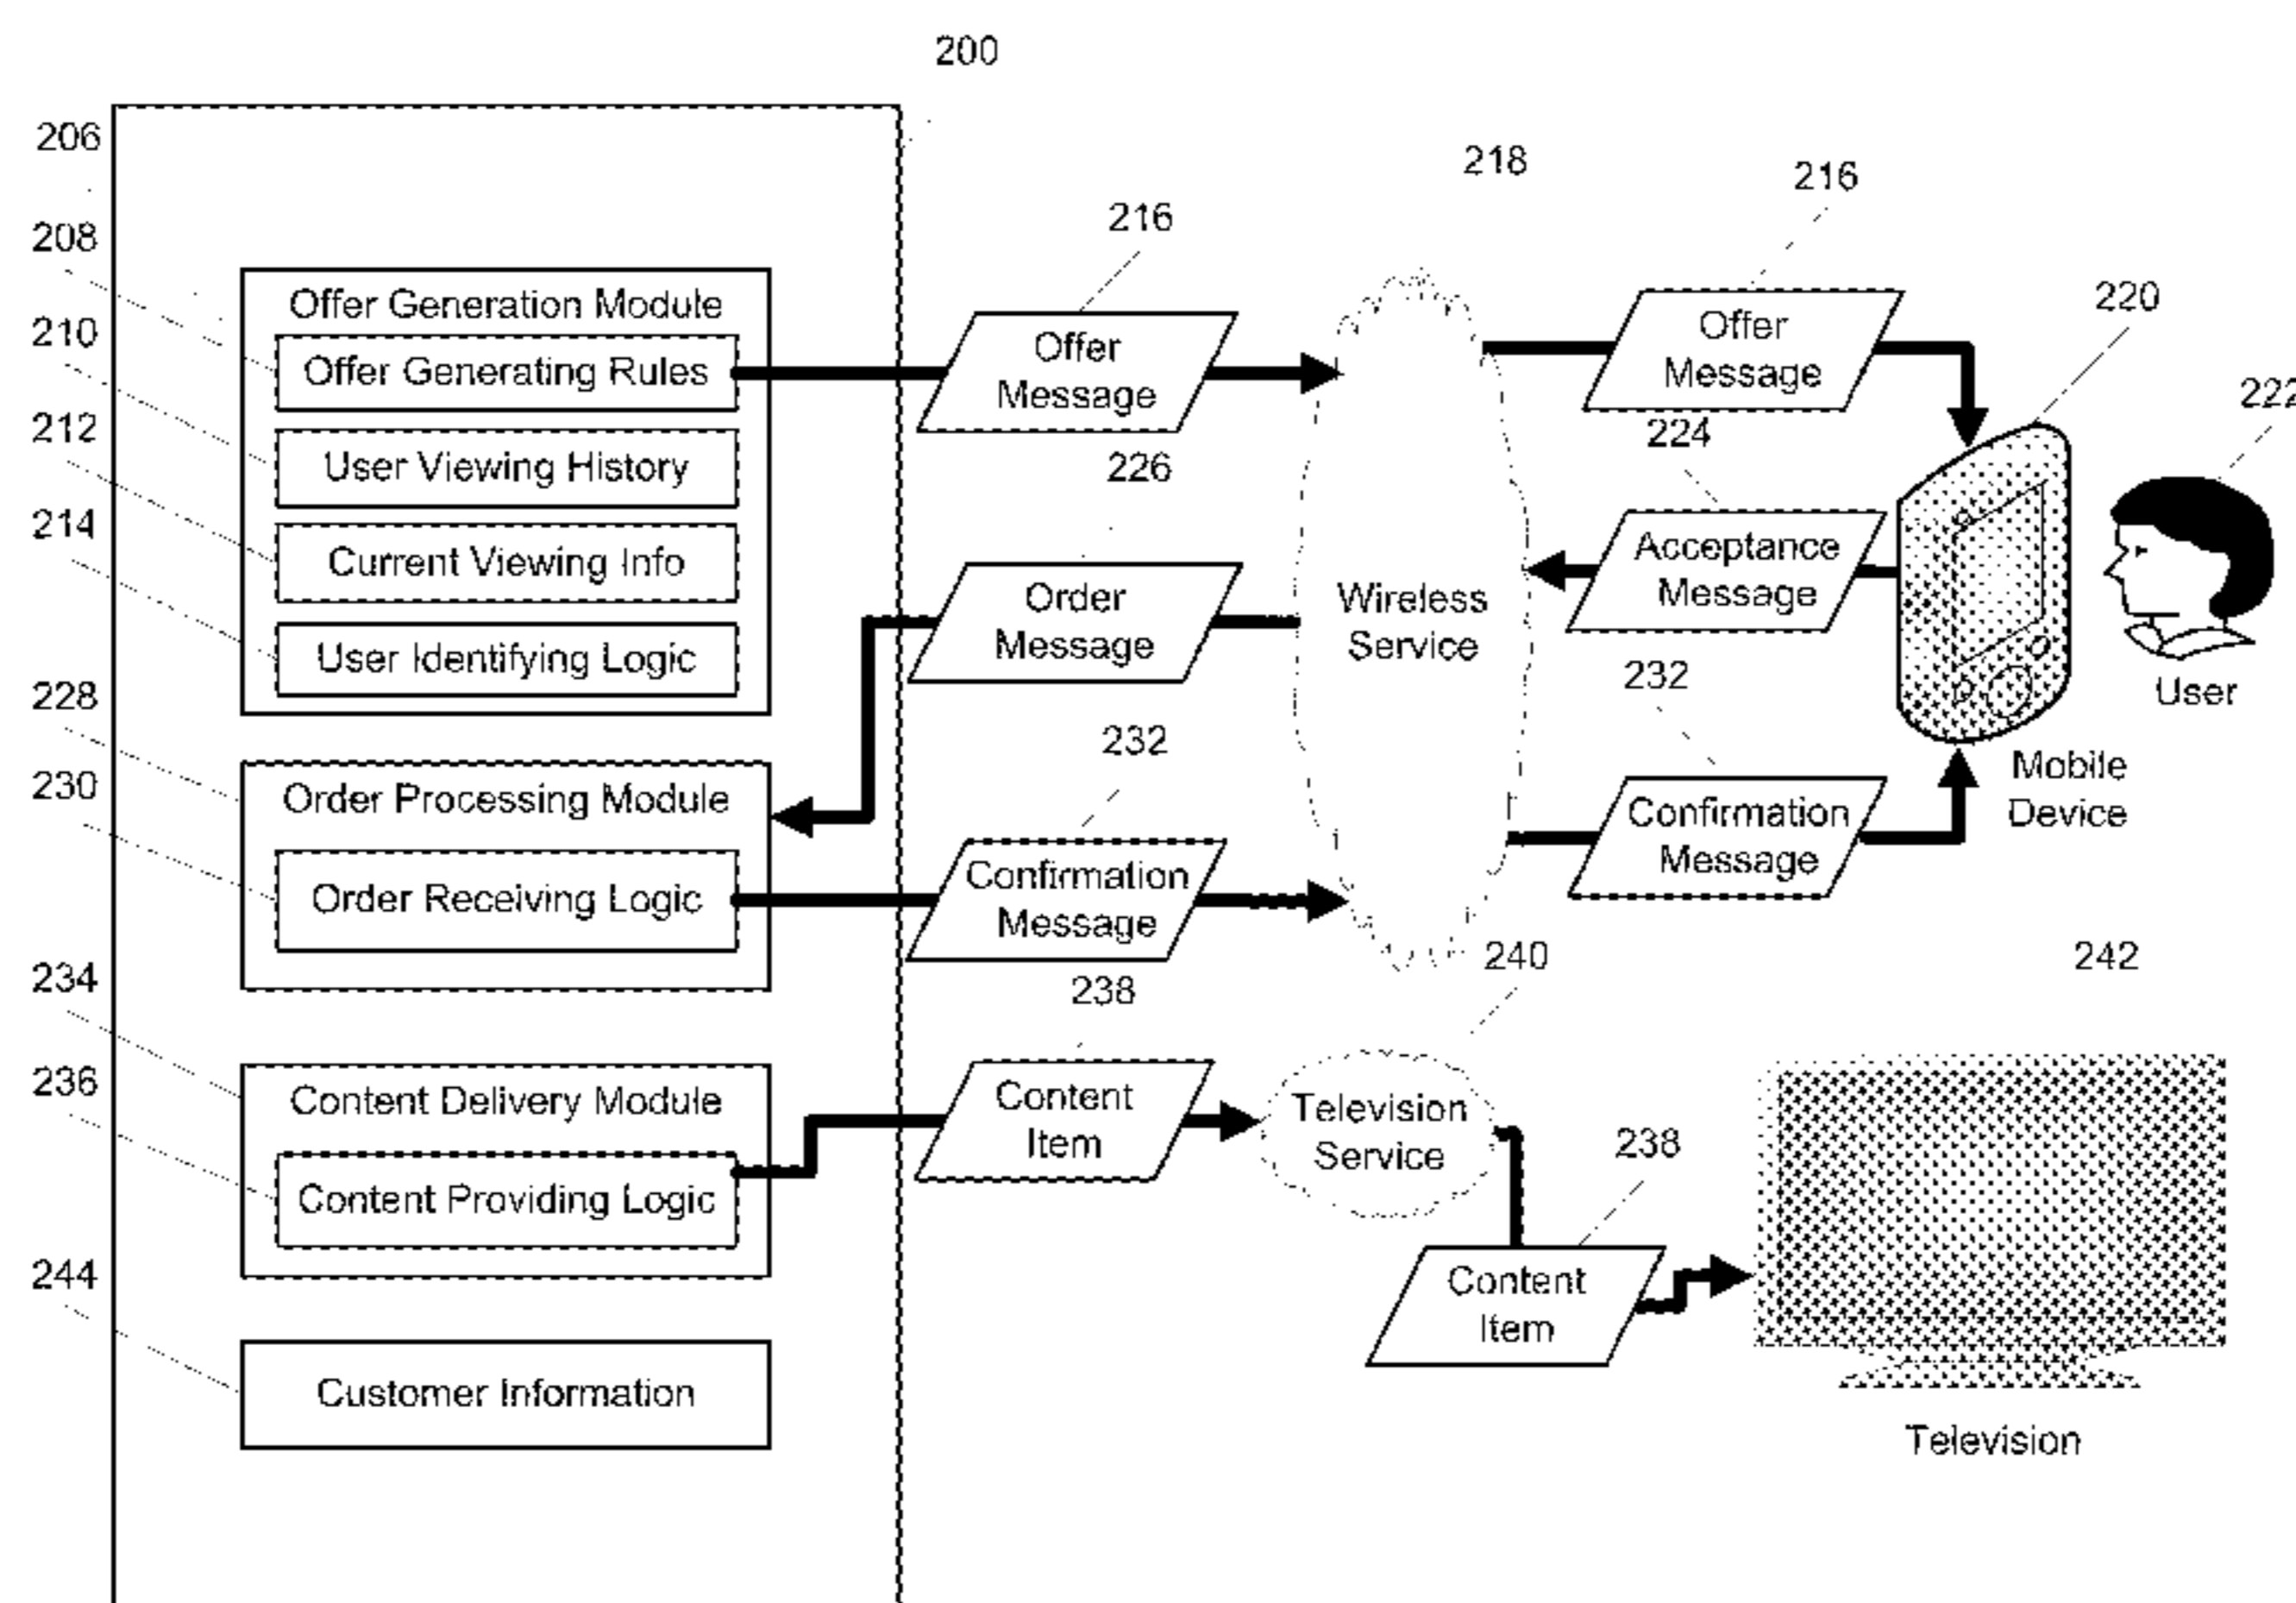 200
206
218
216
216
208
220
Offer Generation Module
Offer
Message
Offer
Message
210
Offer Generating Rules
222
212
User Viewing History
226
224
214
Current Viewing Info
Order
Message
Wireless
Service
Acceptance
Message
User Identifying Logic
User
228
232
232
Mobile
Device
230
Order Processing Module
Confirmation
Message
Confirmation
Message
Order Receiving Logic
234
238
240
242
236
Content Delivery Module
Content
Item
Television
Service
238
Content Providing Logic
244
Content
Item
Customer Information
Television